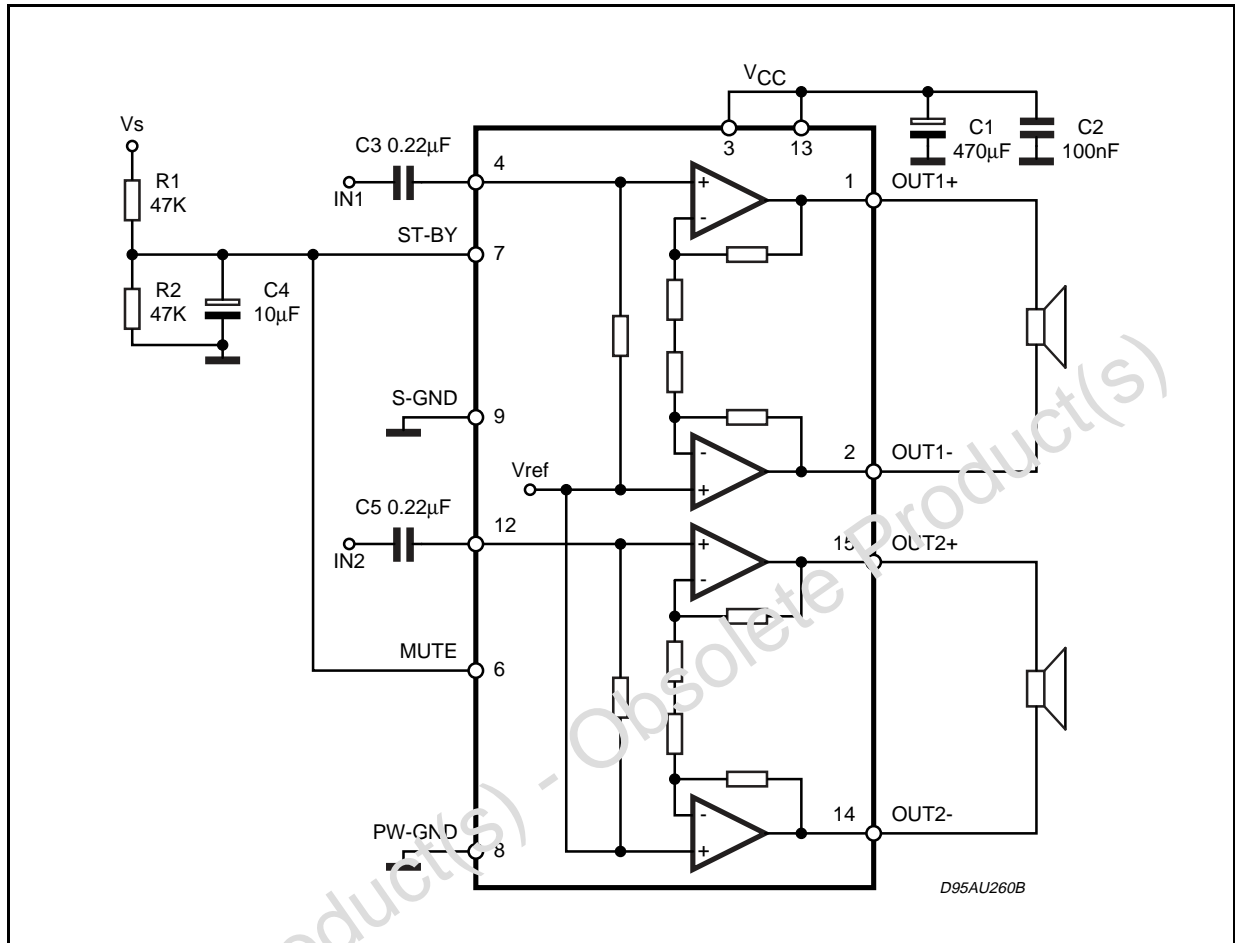 VCC
Vs
C3 0.22µF
4
3
13
C1
470µF
C2
100nF
R1
47K
IN1
1
OUT1+
ST-BY
7
R2
47K
C4
10µF
+
-
S-GND
9
-
+
2
OUT1-
Vref
C5 0.22µF
12
IN2
+
-
15
OUT2+
MUTE
6
PW-GND
8
-
+
14
OUT2-
D95AU260B
oduct(s) - Obsolete Product(s)